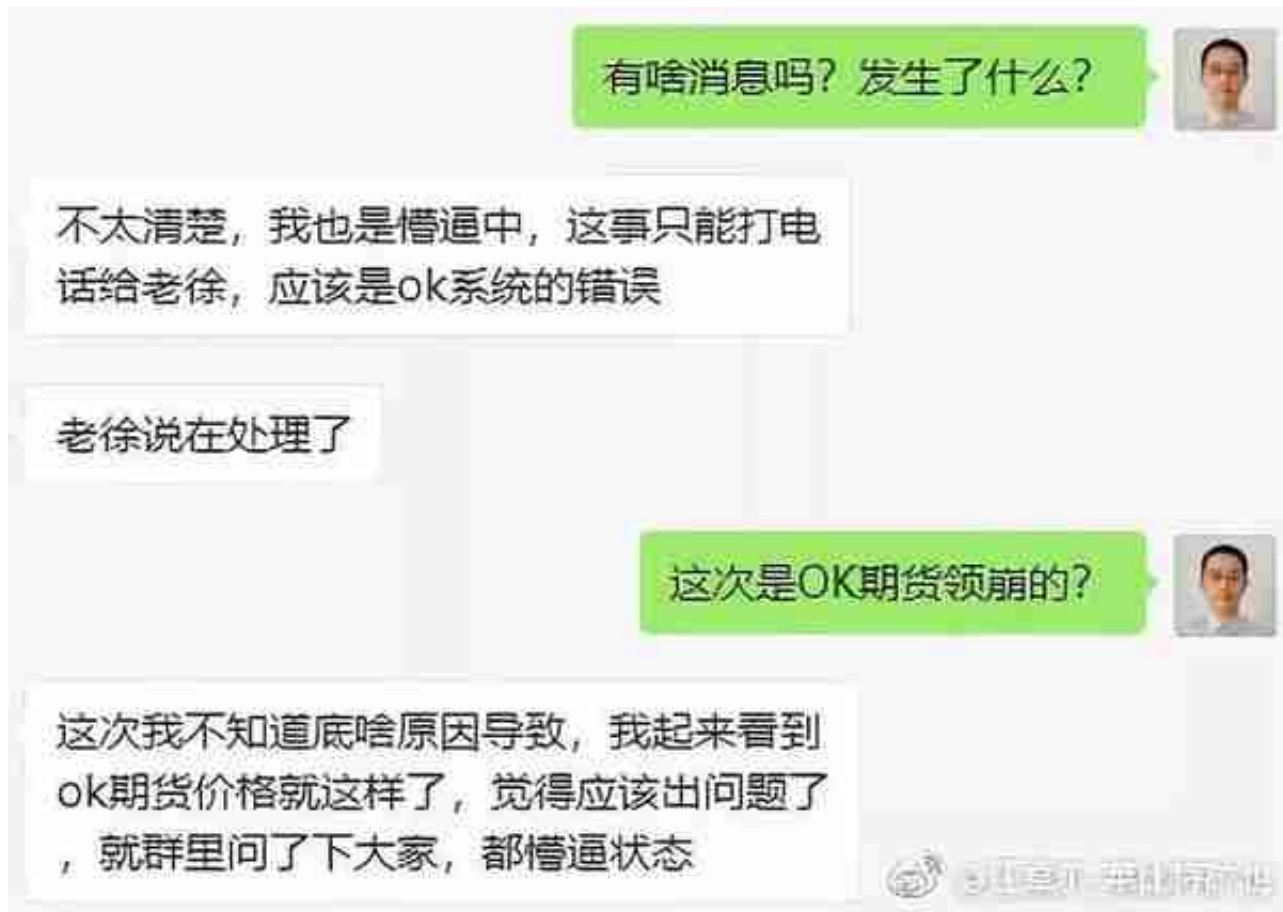 有啥消息吗？发生了什么？
不太清楚，我也是懵逼中，这事只能打电
话给老徐，应该是ok系统的错误
老徐说在处理了
这次是OK期货领崩的？
这次我不知道底啥原因导致，我起来看到
ok期货价格就这样了，觉得应该出问题了
，就群里问了下大家，都懵逼状态